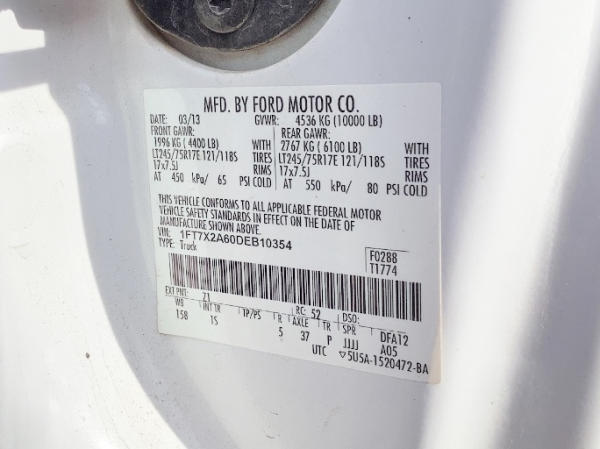 MFD. BY FORD MOTOR CO.
DATE: 03/13 GVWR: 4536 KG (10000 LB)
FRONT GAWR: REAR GAWR:
1996 KG (4400 LB) WITH 2767 KG (6100 LB) WITH
LT245/75R17E 121/118S TIRES LT245/75R17E 121/118S TIRES
17x7.5J RIMS 17x7.5J RIMS
AT 450 kPa/ 65 PSI COLD AT 550 kPa/ 80 PSI COLD
THIS VEHICLE CONFORMS TO ALL APPLICABLE FEDERAL MOTOR
VEHICLE SAFETY STANDARDS IN EFFECT ON THE DATE OF
MANUFACTURE SHOWN ABOVE.
VIN: 1FT7X2A60DEB10354
TYPE: Truck
F0288
T1774
EXT PNT: Z1 RC: 52 DSO:
WB INT TR TP/PS R AXLE TR SPR DFA12
158 1S 5 37 P JJJJ A05
UTC ▽5U5A-1520472-BA